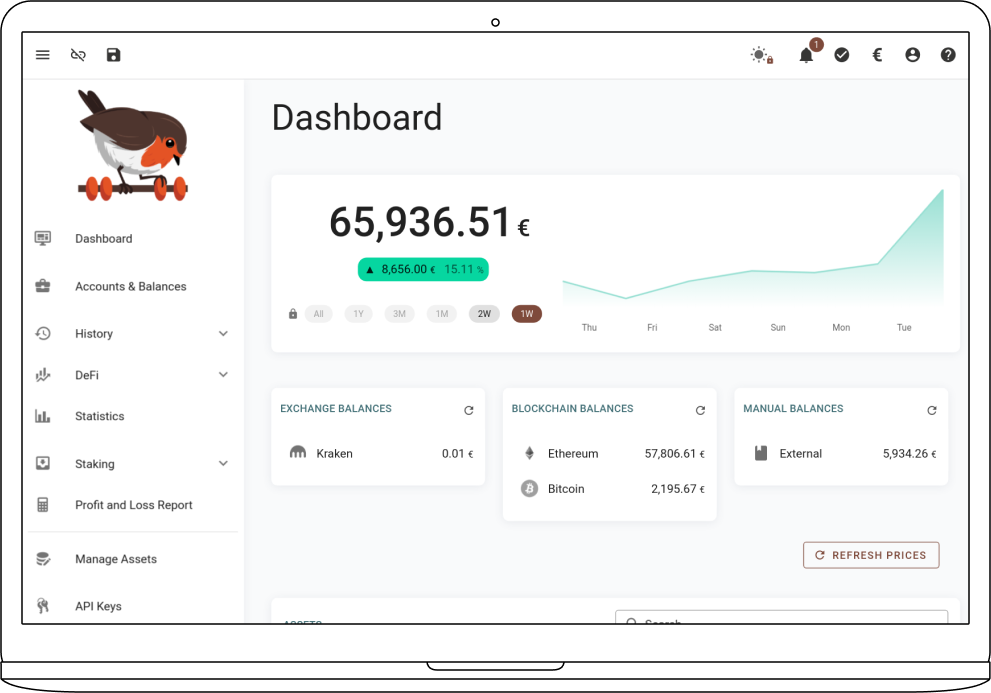 1
€
Dashboard
65,936.51 €
▲ 8,656.00 € 15.11 %
All 1Y 3M 1M 2W 1W
Thu Fri Sat Sun Mon Tue
Dashboard
Accounts & Balances
History
DeFi
Statistics
Staking
Profit and Loss Report
Manage Assets
API Keys
EXCHANGE BALANCES
Kraken 0.01 €
BLOCKCHAIN BALANCES
Ethereum 57,806.61 €
Bitcoin 2,195.67 €
MANUAL BALANCES
External 5,934.26 €
REFRESH PRICES
ASSETS
Search